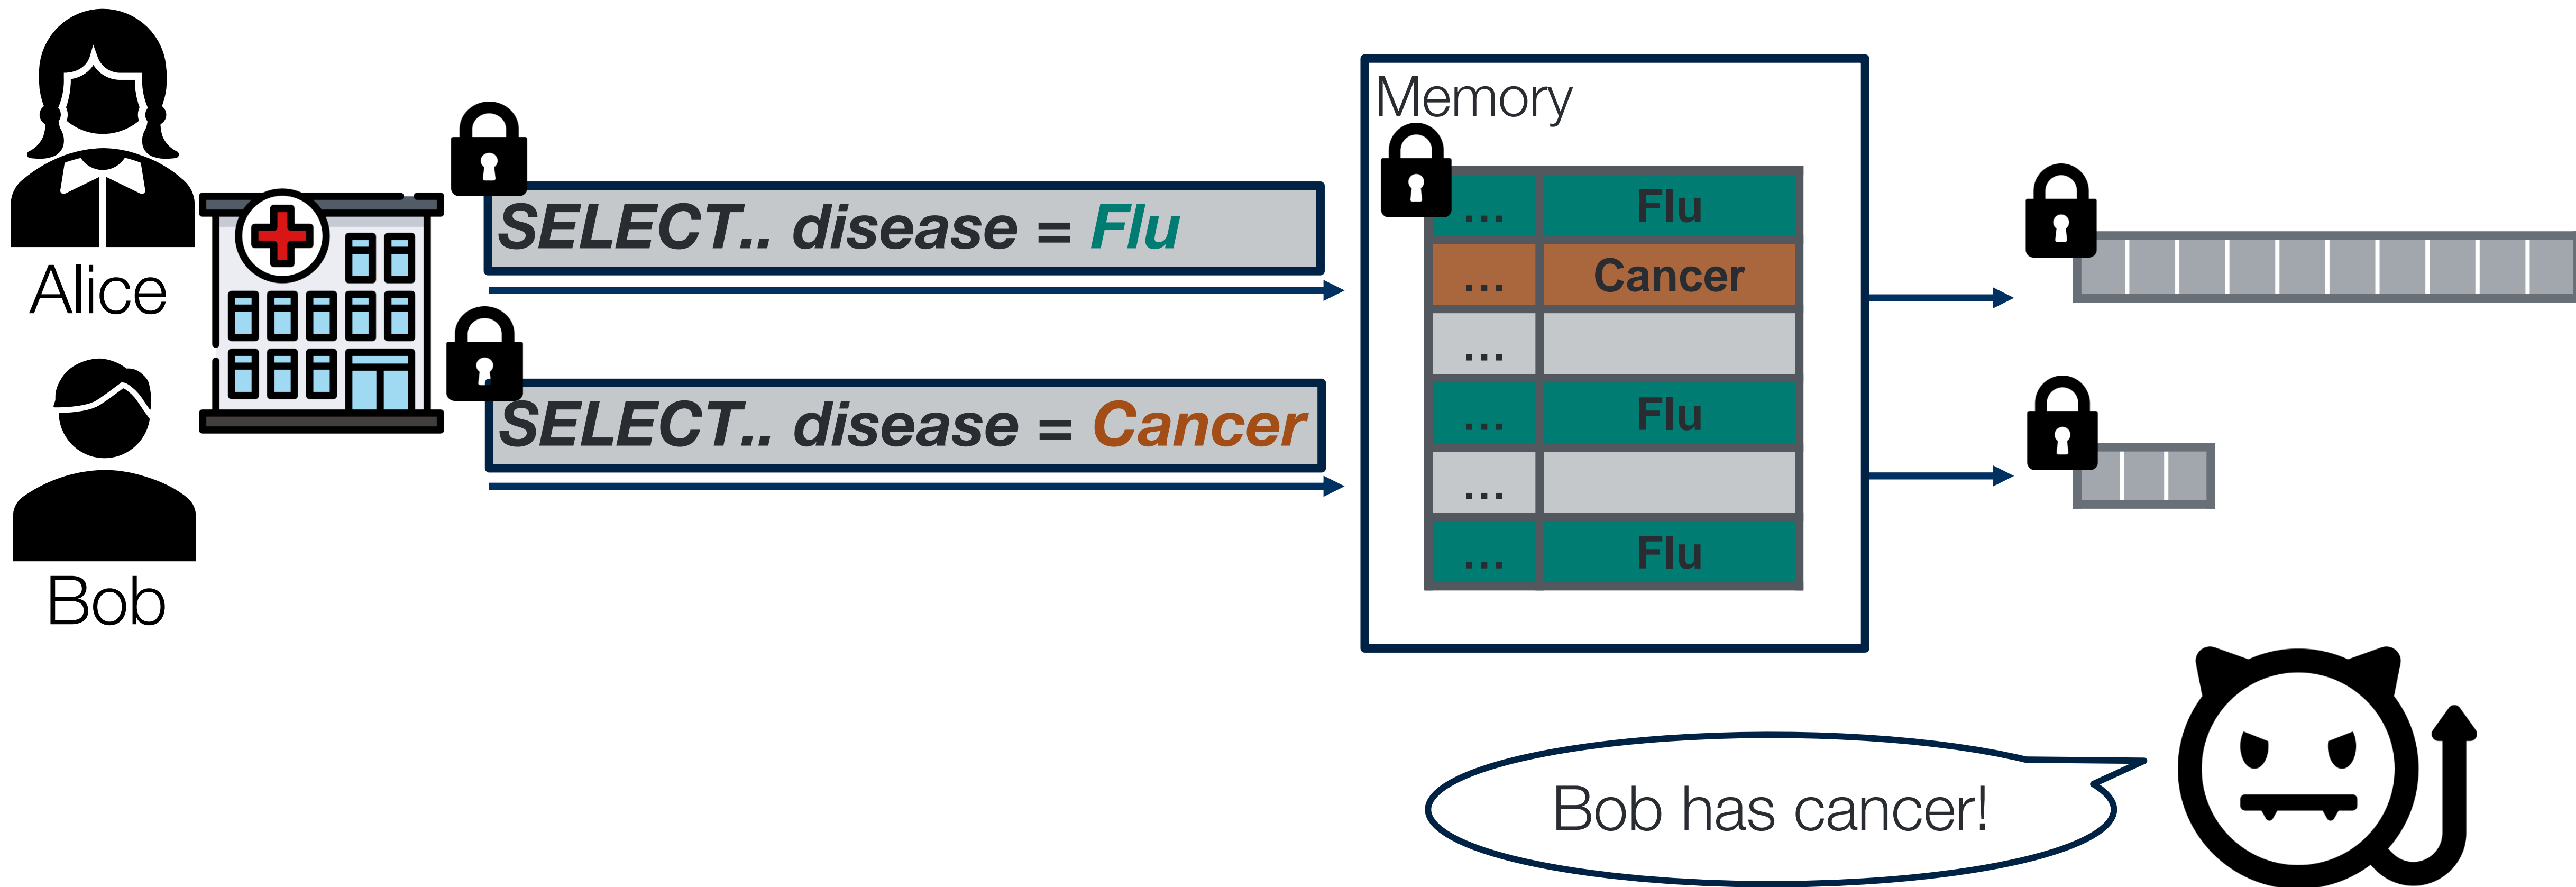 Alice
Bob
SELECT.. disease = Flu
SELECT.. disease = Cancer
Memory
... Flu
... Cancer
...
... Flu
...
... Flu
Bob has cancer!